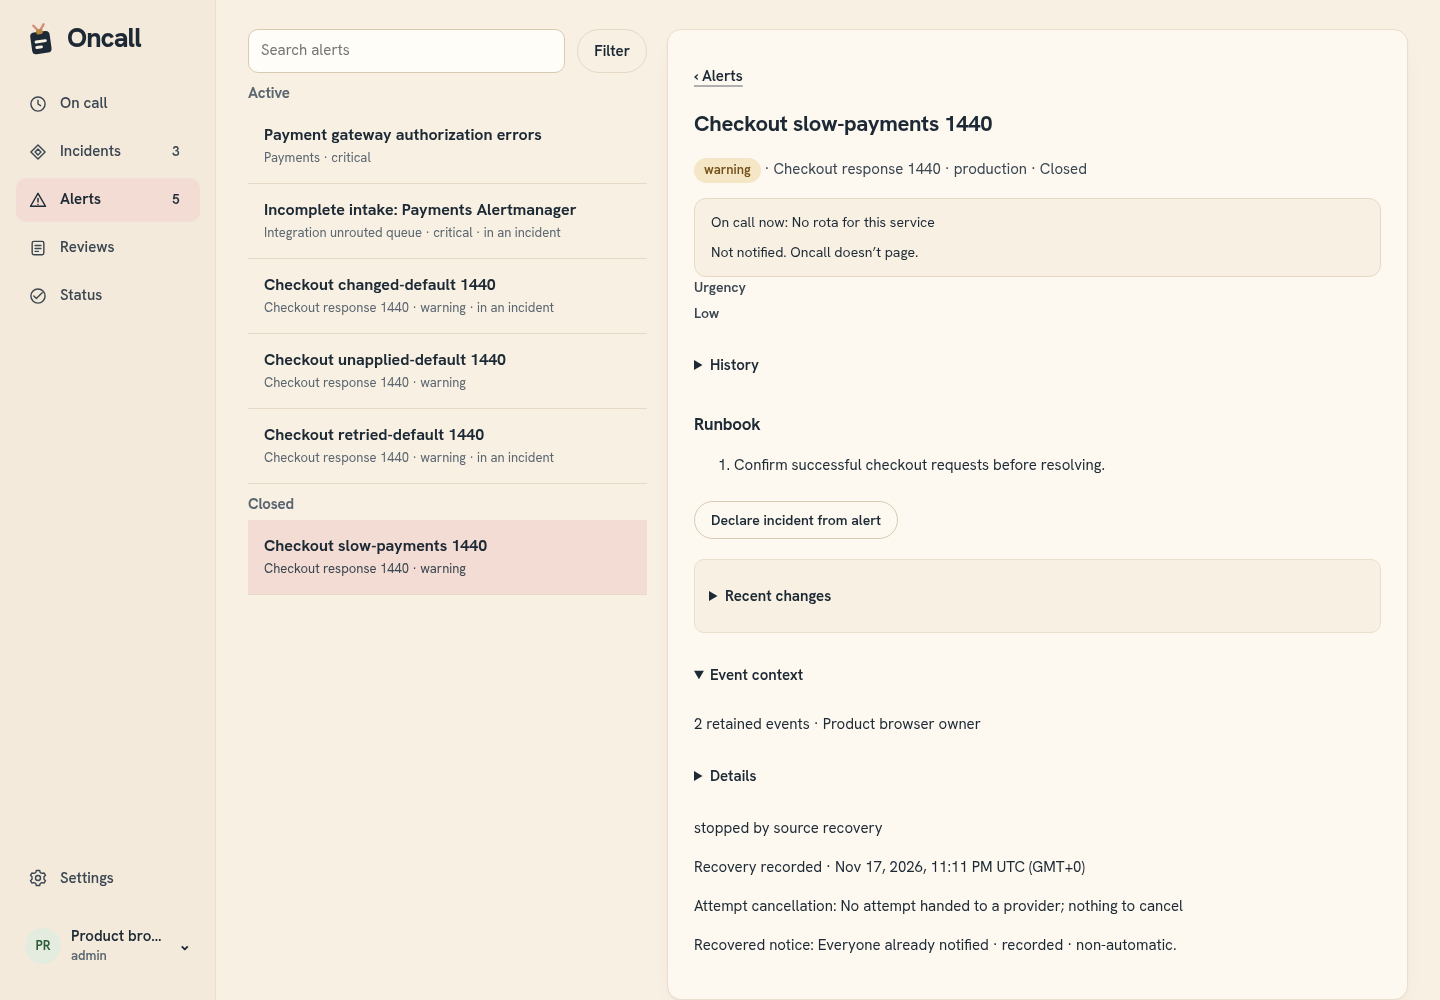 Oncall
On call
Incidents 3
Alerts 5
Reviews
Status
Settings
PR
Product bro...
admin
Search alerts
Filter
Active
Payment gateway authorization errors
Payments · critical
Incomplete intake: Payments Alertmanager
Integration unrouted queue · critical · in an incident
Checkout changed-default 1440
Checkout response 1440 · warning · in an incident
Checkout unapplied-default 1440
Checkout response 1440 · warning
Checkout retried-default 1440
Checkout response 1440 · warning · in an incident
Closed
Checkout slow-payments 1440
Checkout response 1440 · warning
‹ Alerts
Checkout slow-payments 1440
warning · Checkout response 1440 · production · Closed
On call now: No rota for this service
Not notified. Oncall doesn’t page.
Urgency
Low
History
Runbook
1. Confirm successful checkout requests before resolving.
Declare incident from alert
Recent changes
Event context
2 retained events · Product browser owner
Details
stopped by source recovery
Recovery recorded · Nov 17, 2026, 11:11 PM UTC (GMT+0)
Attempt cancellation: No attempt handed to a provider; nothing to cancel
Recovered notice: Everyone already notified · recorded · non-automatic.